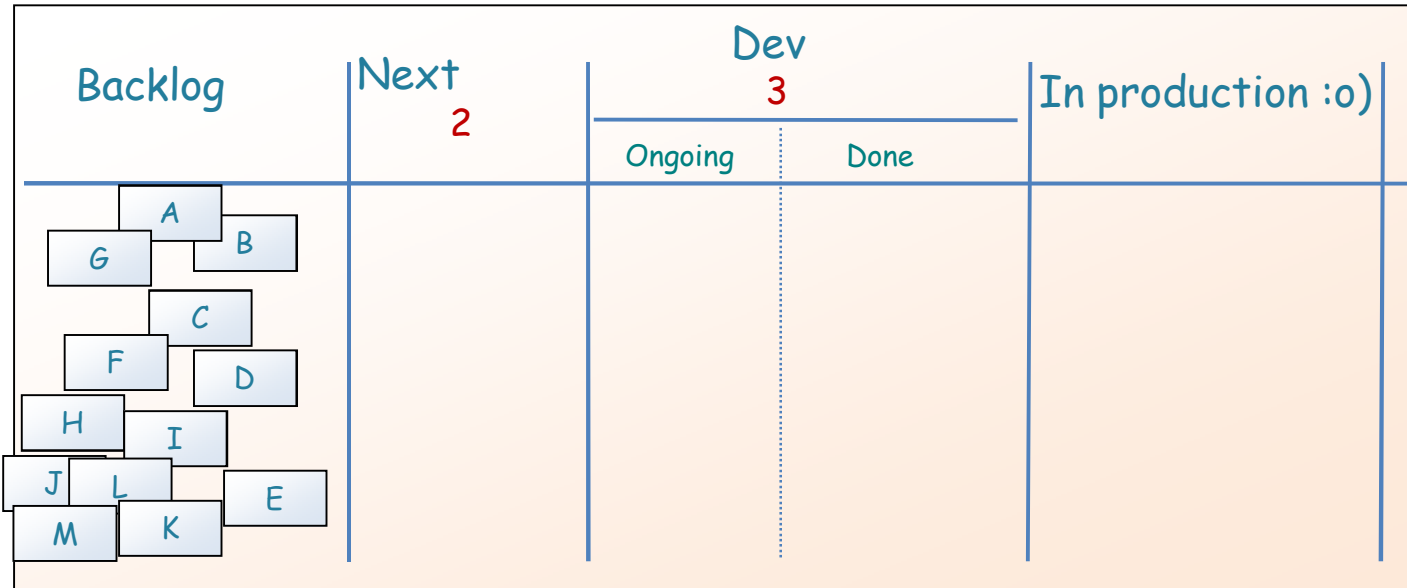 Backlog
Next
2
Dev
3
Ongoing
Done
In production :o)
A
B
G
C
F
D
H
I
J
L
E
M
K